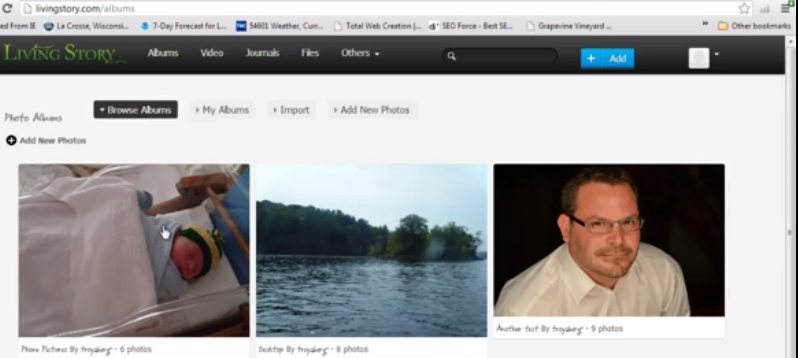 livingstory.com/albums
ed From IE La Crosse, Wisconsi... 7-Day Forecast for L... 54601 Weather, Curr... Total Web Creation |... SEO Force - Best SE... Grapevine Vineyard ... » Other bookmarks
LIVING STORY Albums Video Journals Files Others + Add
Photo Albums Browse Albums My Albums Import Add New Photos
Add New Photos
Phone Pictures By troysberg - 6 photos Desktop By troysberg - 8 photos Another test By troysberg - 9 photos